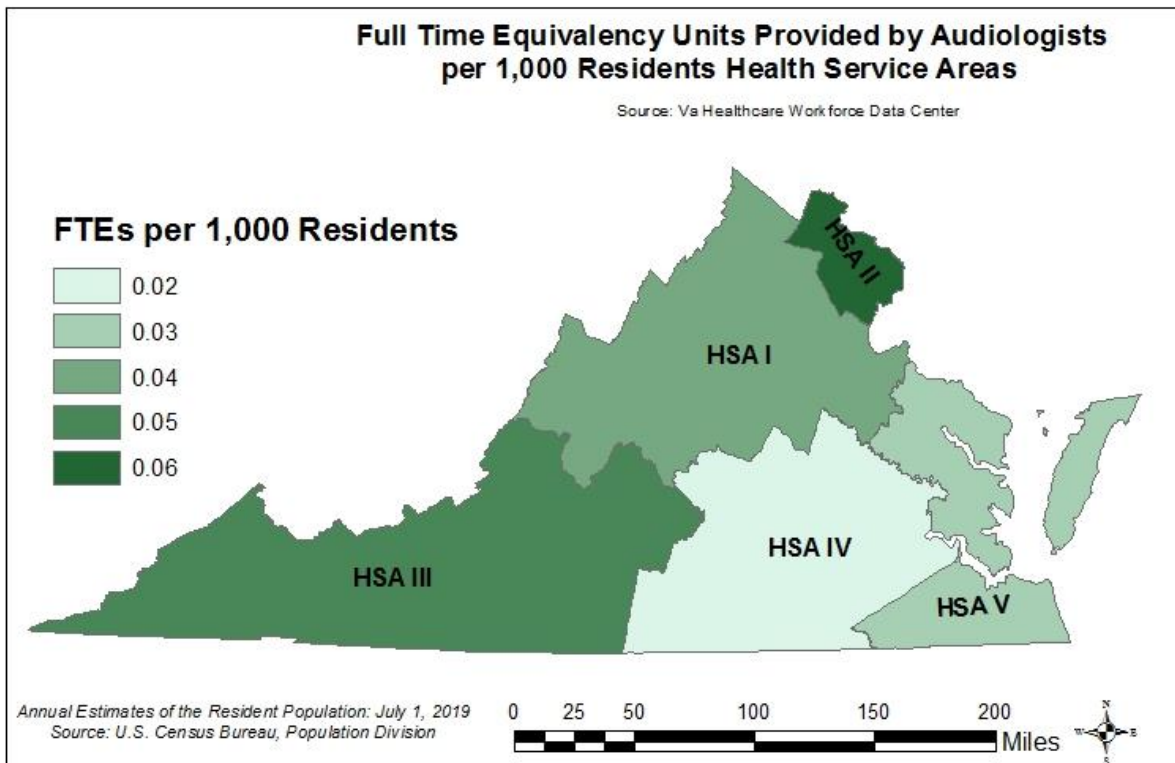 Full Time Equivalency Units Provided by Audiologists
per 1,000 Residents Health Service Areas
Source: Va Healthcare Workforce Data Center
FTEs per 1,000 Residents
0.02
0.03
0.04
0.05
0.06
HSA II
HSA I
HSA IV
HSA III
HSA V
Annual Estimates of the Resident Population: July 1, 2019
Source: U.S. Census Bureau, Population Division
0 25 50 100 150 200
Miles
N
W E
S